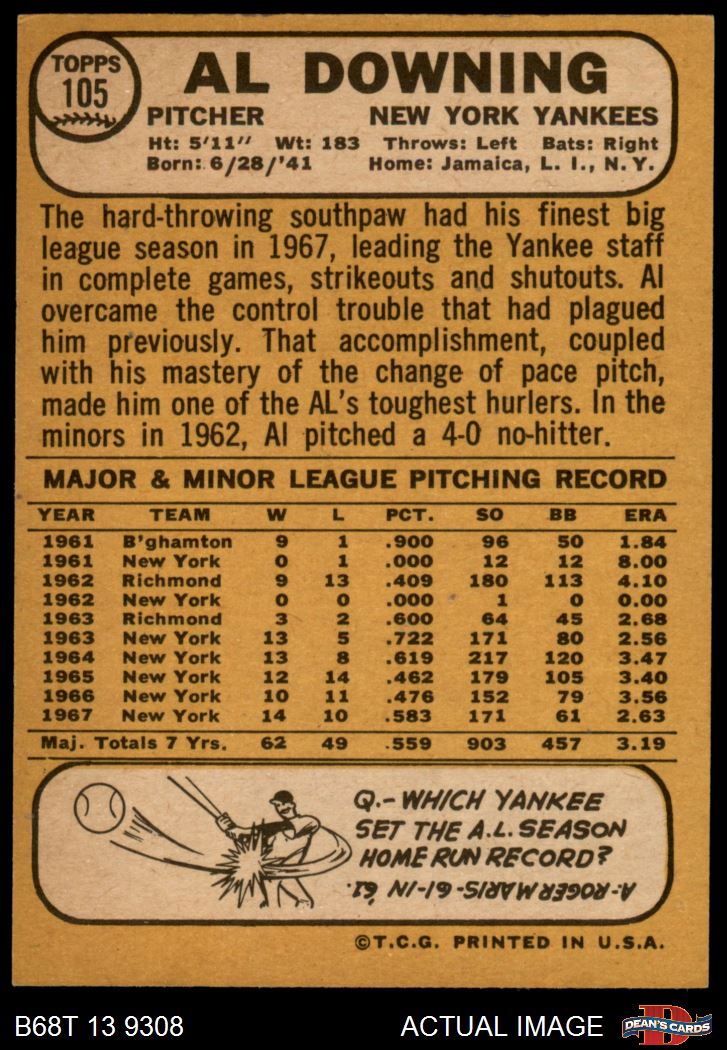 TOPPS
105
AL DOWNING
PITCHER NEW YORK YANKEES
Ht: 5'11" Wt: 183 Throws: Left Bats: Right
Born: 6/28/'41 Home: Jamaica, L. I., N. Y.
The hard-throwing southpaw had his finest big
league season in 1967, leading the Yankee staff
in complete games, strikeouts and shutouts. Al
overcame the control trouble that had plagued
him previously. That accomplishment, coupled
with his mastery of the change of pace pitch,
made him one of the AL's toughest hurlers. In the
minors in 1962, Al pitched a 4-0 no-hitter.
MAJOR & MINOR LEAGUE PITCHING RECORD
YEAR TEAM W L PCT. SO BB ERA
1961 B'ghamton 9 1 .900 96 50 1.84
1961 New York 0 1 .000 12 12 8.00
1962 Richmond 9 13 .409 180 113 4.10
1962 New York 0 0 .000 1 0 0.00
1963 Richmond 3 2 .600 64 45 2.68
1963 New York 13 5 .722 171 80 2.56
1964 New York 13 8 .619 217 120 3.47
1965 New York 12 14 .462 179 105 3.40
1966 New York 10 11 .476 152 79 3.56
1967 New York 14 10 .583 171 61 2.63
Maj. Totals 7 Yrs. 62 49 .559 903 457 3.19
Q.- WHICH YANKEE
SET THE A.L. SEASON
HOME RUN RECORD?
A- ROGER MARIS - 61 - IN '61.
©T.C.G. PRINTED IN U.S.A.
B68T 13 9308 ACTUAL IMAGE
D
DEAN'S CARDS